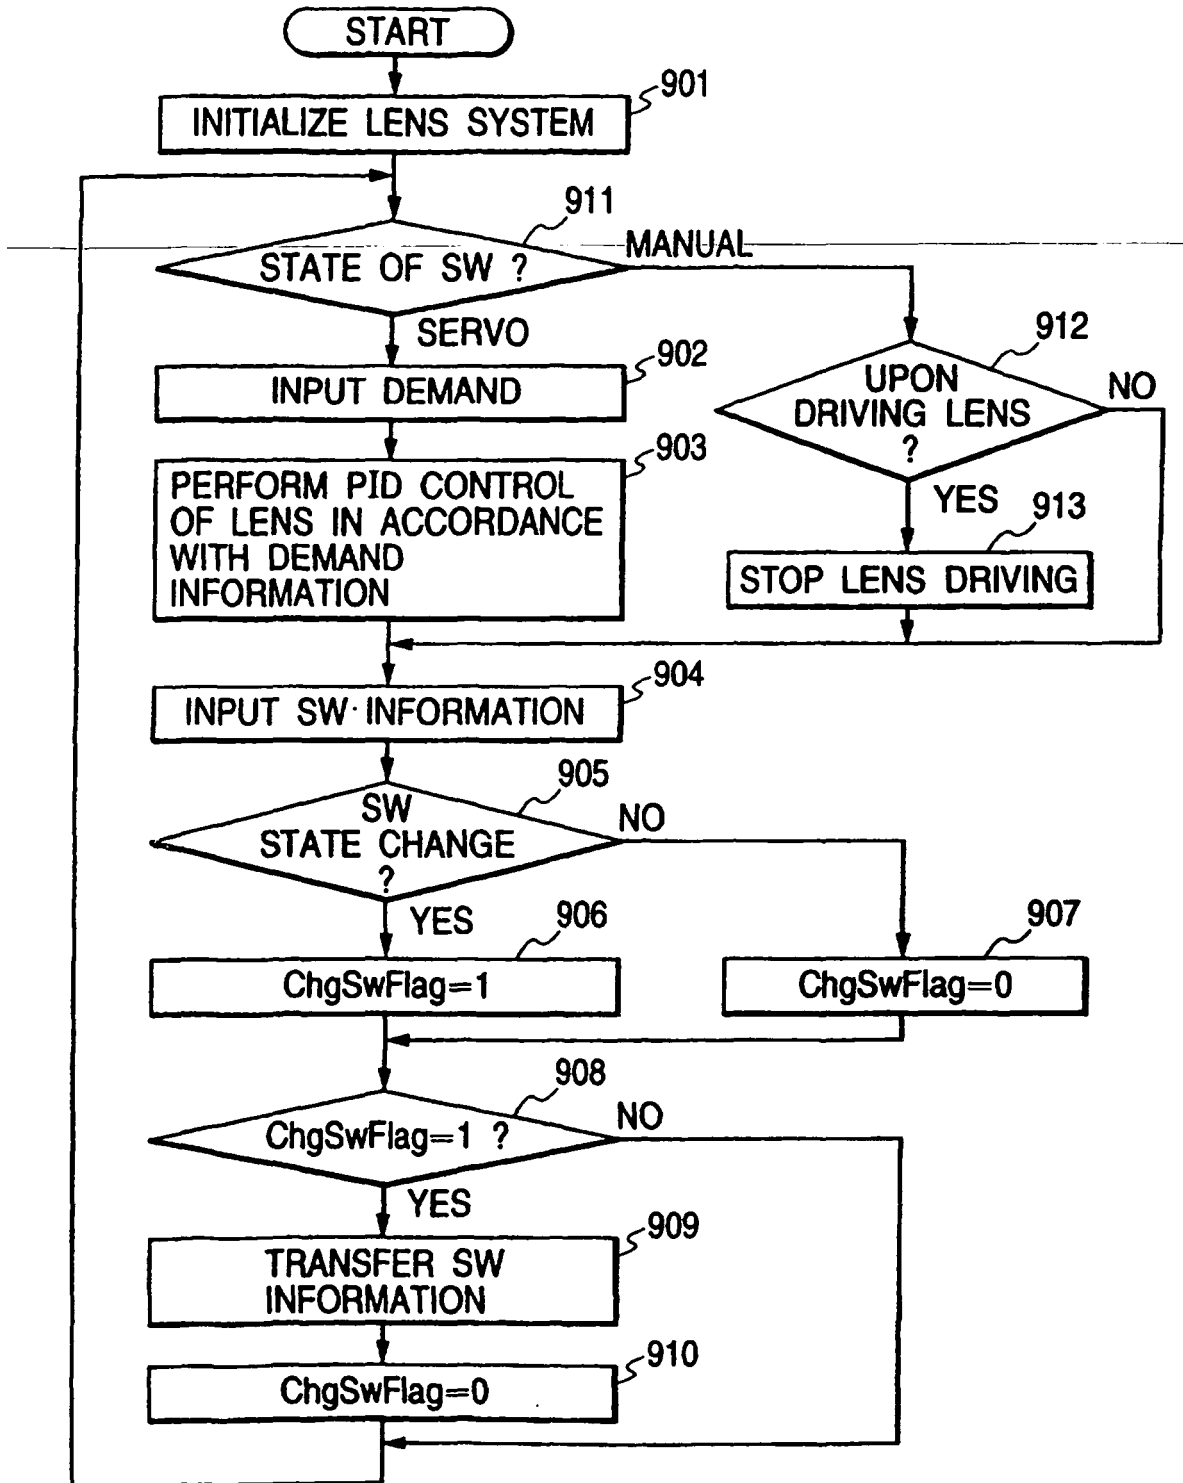 START
901
INITIALIZE LENS SYSTEM
911
STATE OF SW ?
MANUAL
SERVO
902
INPUT DEMAND
912
UPON
DRIVING LENS
?
NO
903
PERFORM PID CONTROL
OF LENS IN ACCORDANCE
WITH DEMAND
INFORMATION
YES
913
STOP LENS DRIVING
904
INPUT SW INFORMATION
905
SW
STATE CHANGE
?
NO
YES
906
ChgSwFlag=1
907
ChgSwFlag=0
908
ChgSwFlag=1 ?
NO
YES
909
TRANSFER SW
INFORMATION
910
ChgSwFlag=0